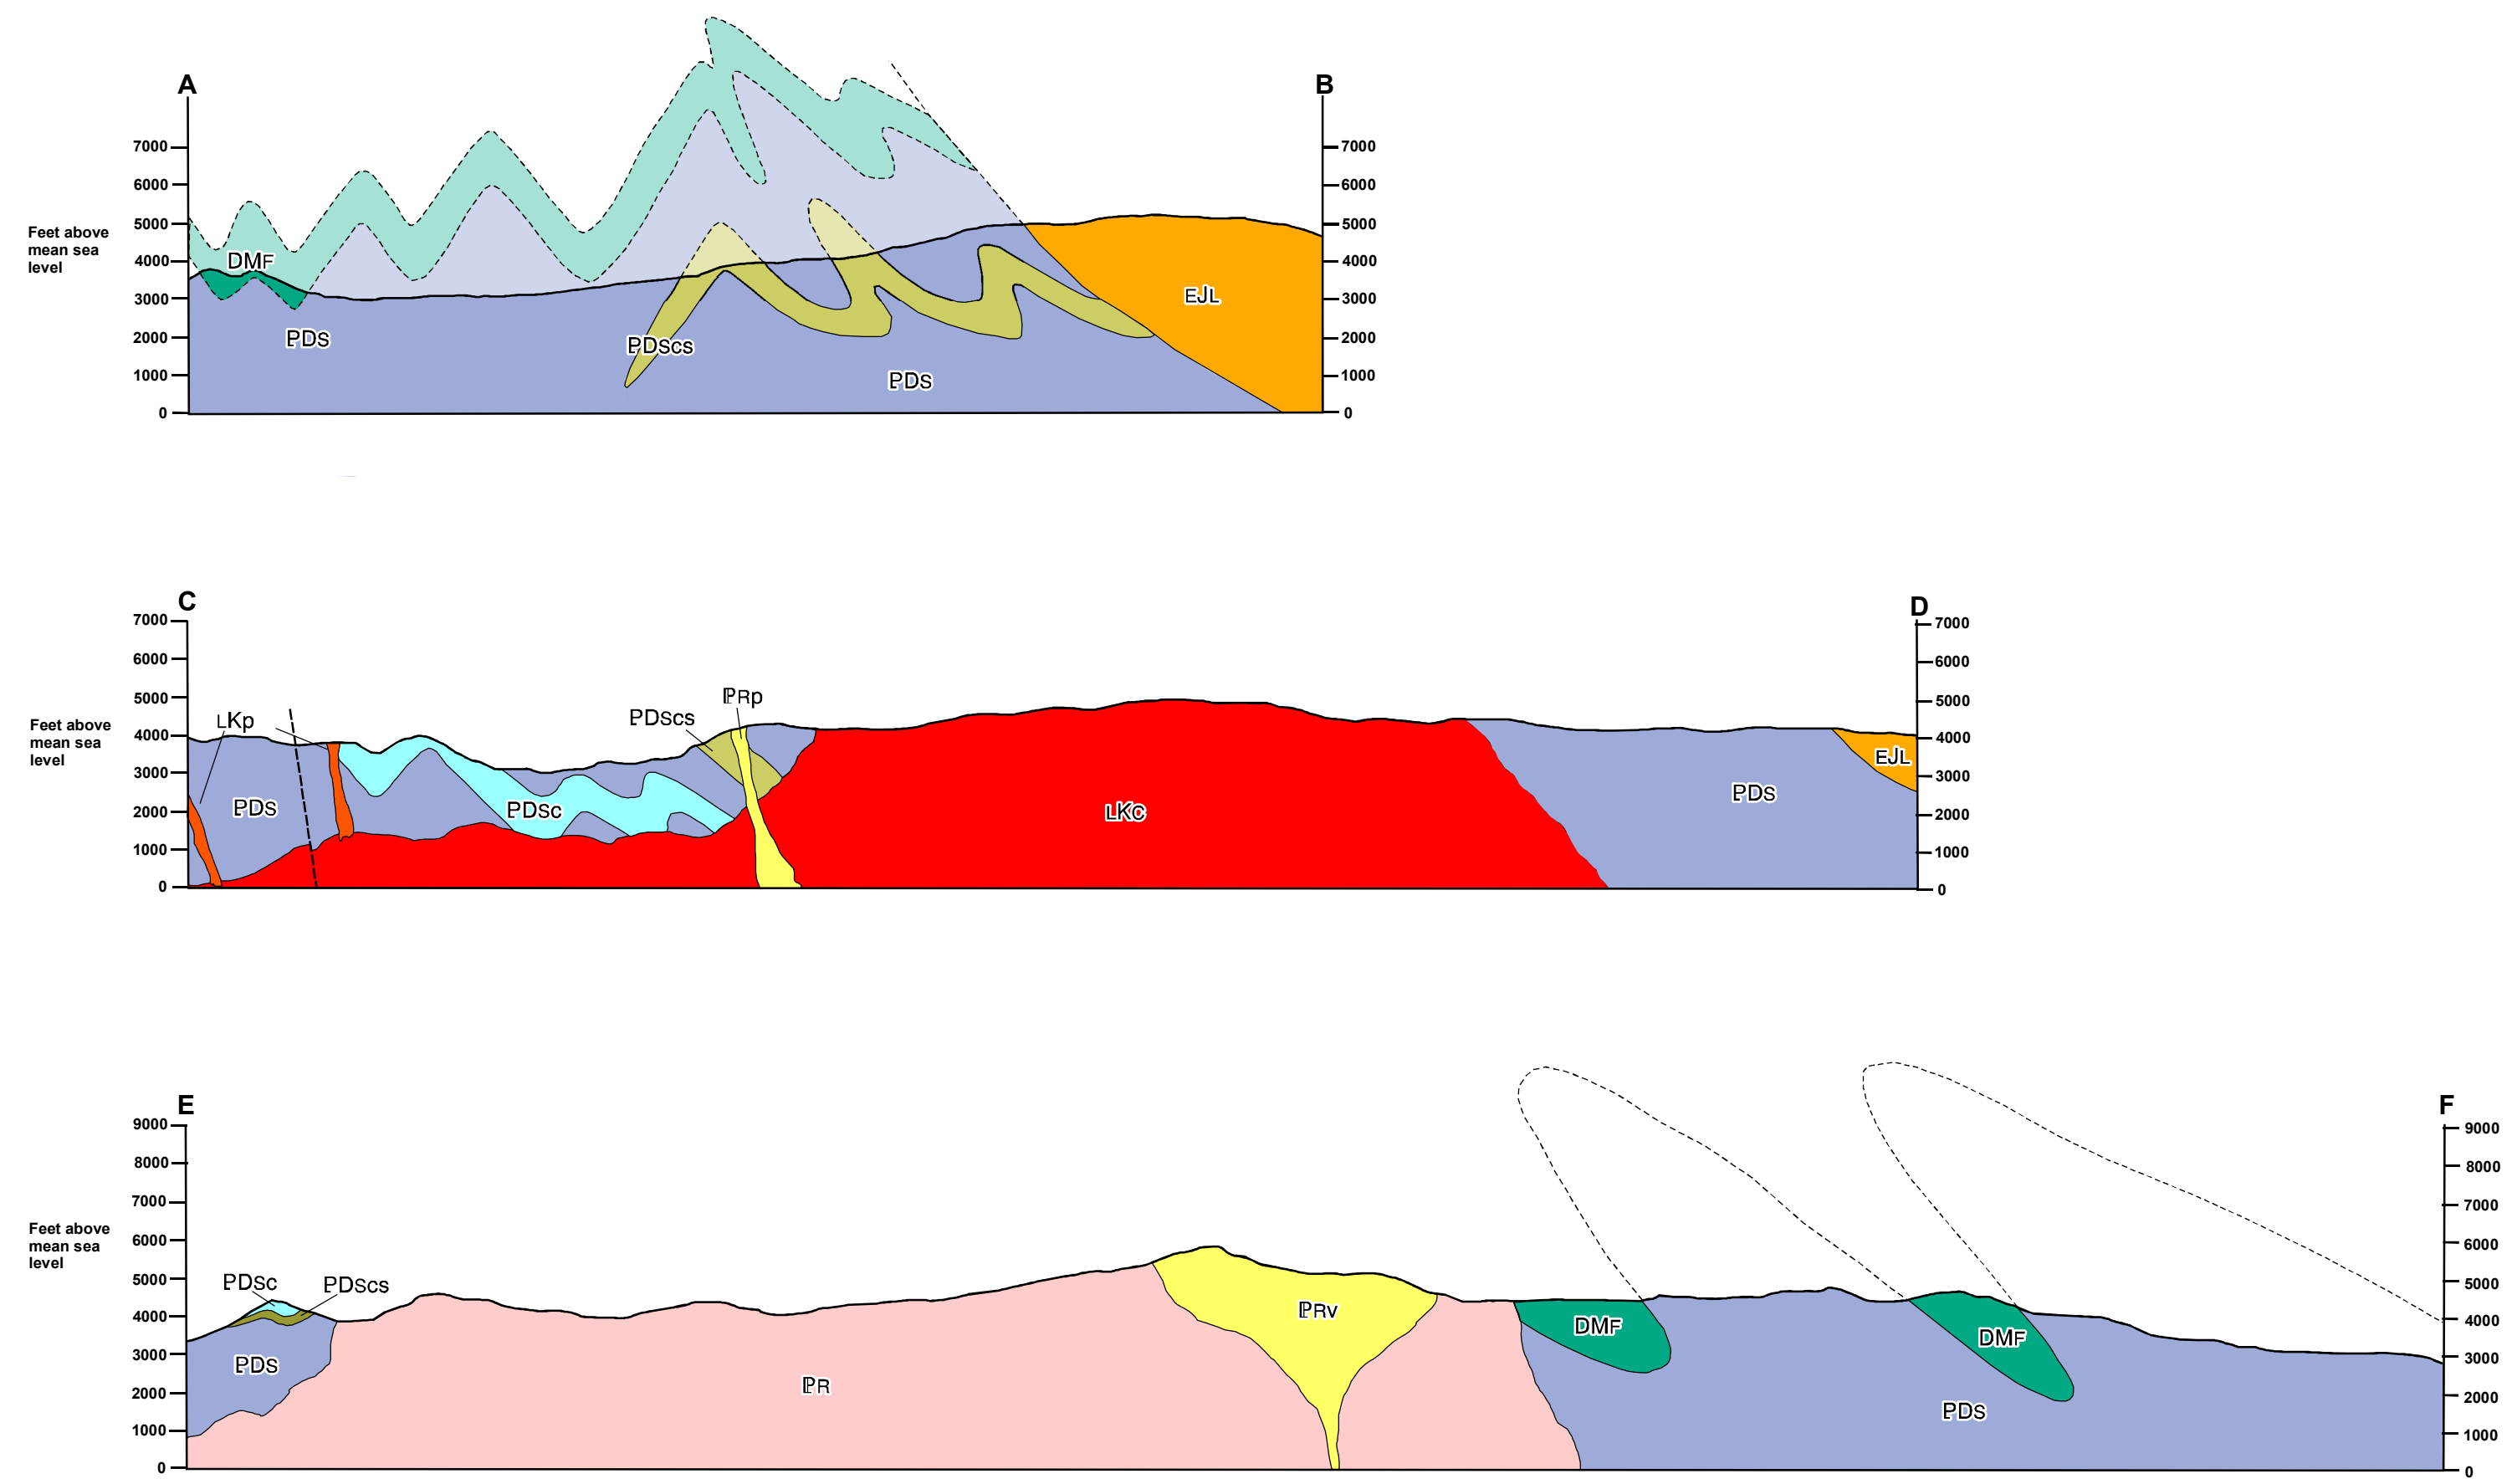 A
B
7000
6000
5000
4000
3000
2000
1000
0
Feet above
mean sea
level
DMF
PDS
PDSCS
PDS
EJL
7000
6000
5000
4000
3000
2000
1000
0
C
D
7000
6000
5000
4000
3000
2000
1000
0
Feet above
mean sea
level
LKp
PDS
PDSC
PDSCS
ℙRp
LKC
PDS
EJL
7000
6000
5000
4000
3000
2000
1000
0
E
F
9000
8000
7000
6000
5000
4000
3000
2000
1000
0
Feet above
mean sea
level
PDSC
PDSCS
PDS
ℙR
ℙRV
DMF
DMF
PDS
9000
8000
7000
6000
5000
4000
3000
2000
1000
0